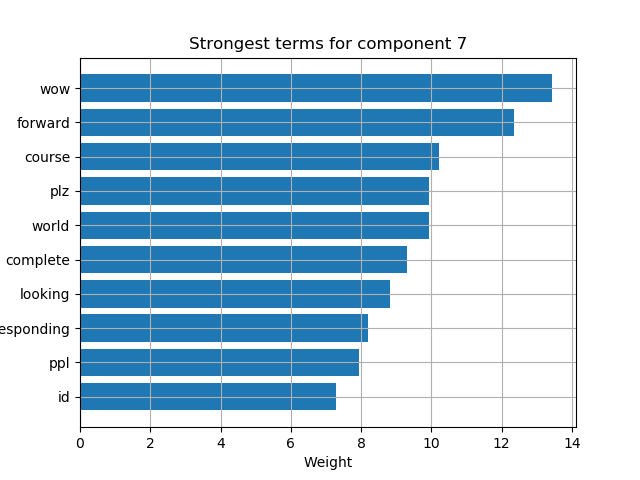 Strongest terms for component 7
wow
forward
course
plz
world
complete
looking
esponding
ppl
id
0 2 4 6 8 10 12 14
Weight